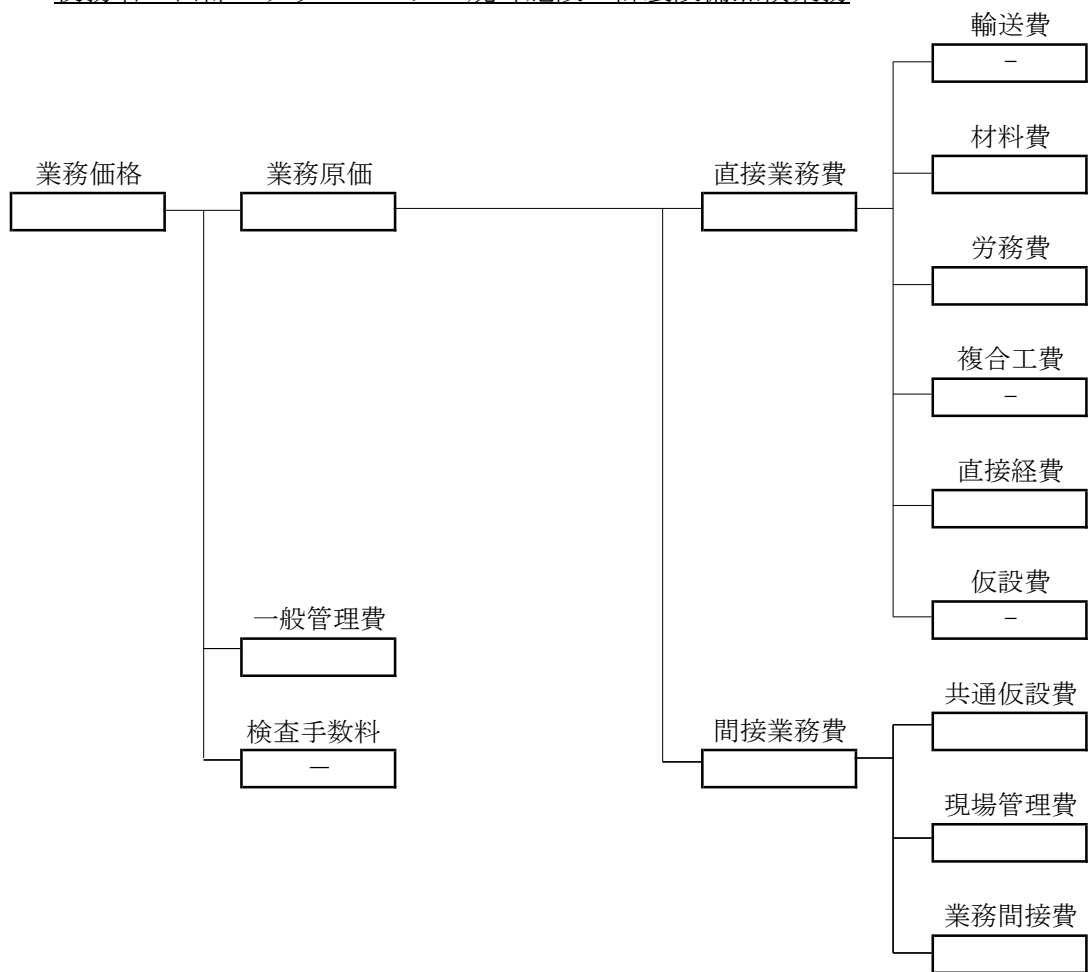 輸送費
－
材料費
業務価格
業務原価
直接業務費
労務費
複合工費
－
直接経費
仮設費
－
一般管理費
検査手数料
－
間接業務費
共通仮設費
現場管理費
業務間接費